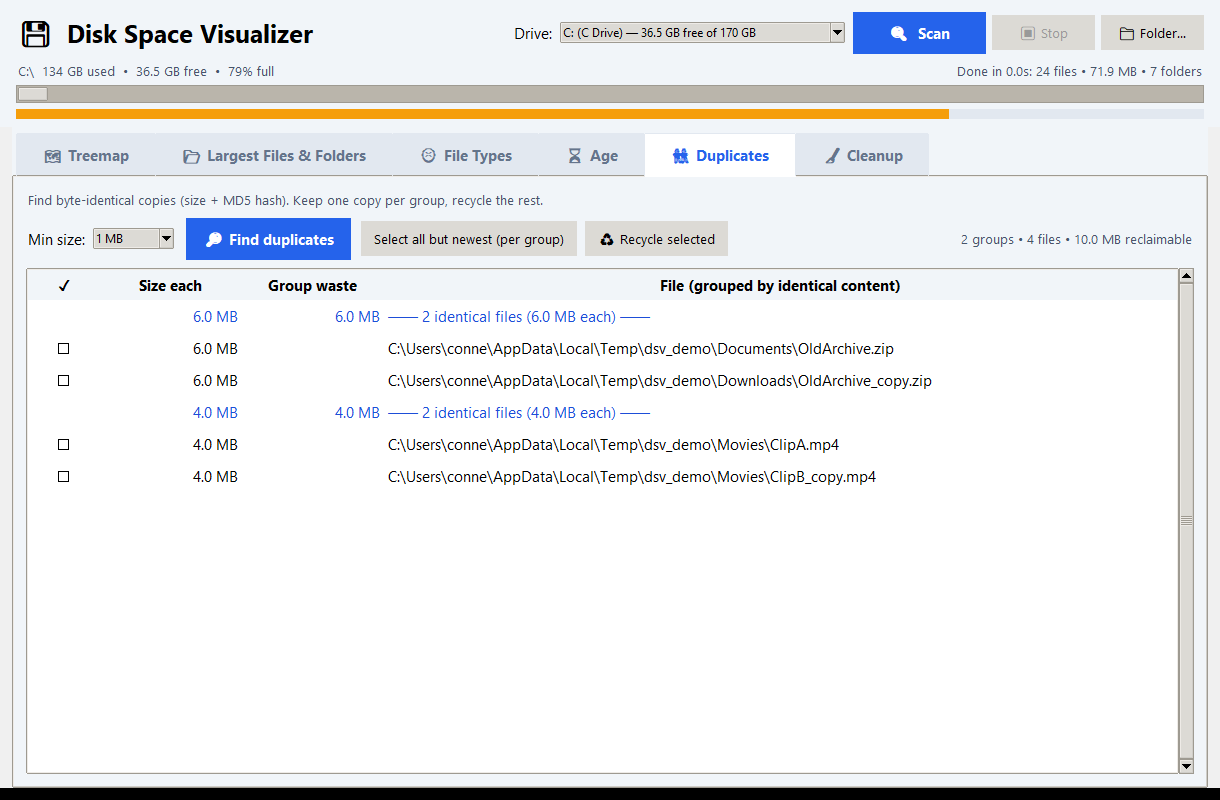 Disk Space Visualizer
Drive: C: (C Drive) — 36.5 GB free of 170 GB Scan Stop Folder...
C:\ 134 GB used • 36.5 GB free • 79% full Done in 0.0s: 24 files • 71.9 MB • 7 folders
Treemap Largest Files & Folders File Types Age Duplicates Cleanup
Find byte-identical copies (size + MD5 hash). Keep one copy per group, recycle the rest.
Min size: 1 MB Find duplicates Select all but newest (per group) Recycle selected 2 groups • 4 files • 10.0 MB reclaimable
✓ Size each Group waste File (grouped by identical content)
6.0 MB 6.0 MB —— 2 identical files (6.0 MB each) ——
6.0 MB C:\Users\conne\AppData\Local\Temp\dsv_demo\Documents\OldArchive.zip
6.0 MB C:\Users\conne\AppData\Local\Temp\dsv_demo\Downloads\OldArchive_copy.zip
4.0 MB 4.0 MB —— 2 identical files (4.0 MB each) ——
4.0 MB C:\Users\conne\AppData\Local\Temp\dsv_demo\Movies\ClipA.mp4
4.0 MB C:\Users\conne\AppData\Local\Temp\dsv_demo\Movies\ClipB_copy.mp4